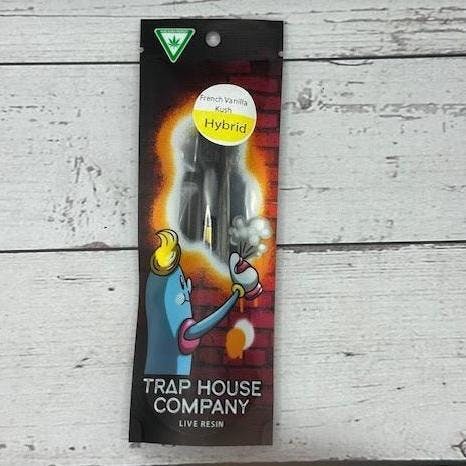 French Vanilla
Kush
Hybrid
TRAP HOUSE
COMPANY
LIVE RESIN